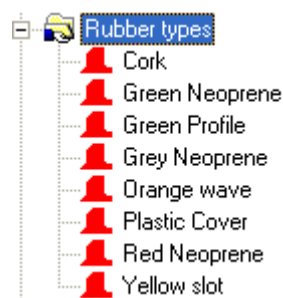 Rubber types
Cork
Green Neoprene
Green Profile
Grey Neoprene
Orange wave
Plastic Cover
Red Neoprene
Yellow slot